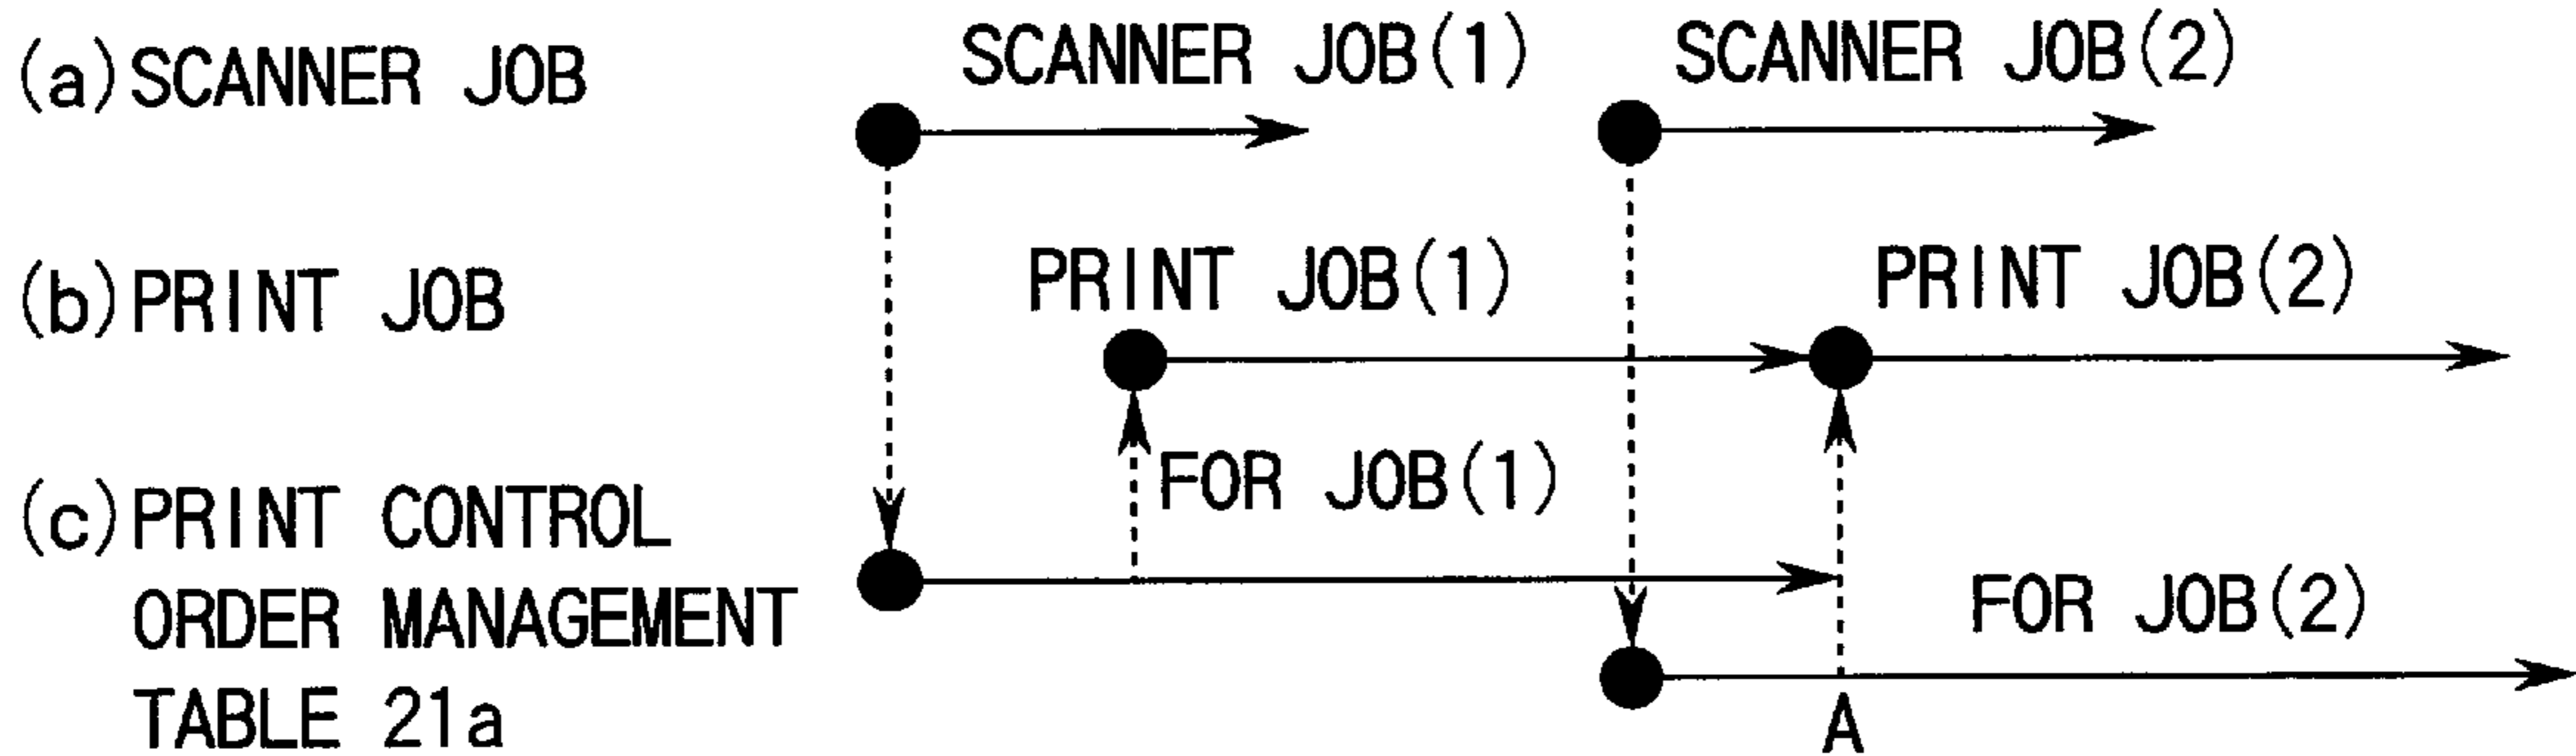 (a) SCANNER JOB
SCANNER JOB(1)
SCANNER JOB(2)
(b) PRINT JOB
PRINT JOB(1)
PRINT JOB(2)
(c) PRINT CONTROL
ORDER MANAGEMENT
TABLE 21a
FOR JOB(1)
FOR JOB(2)
A